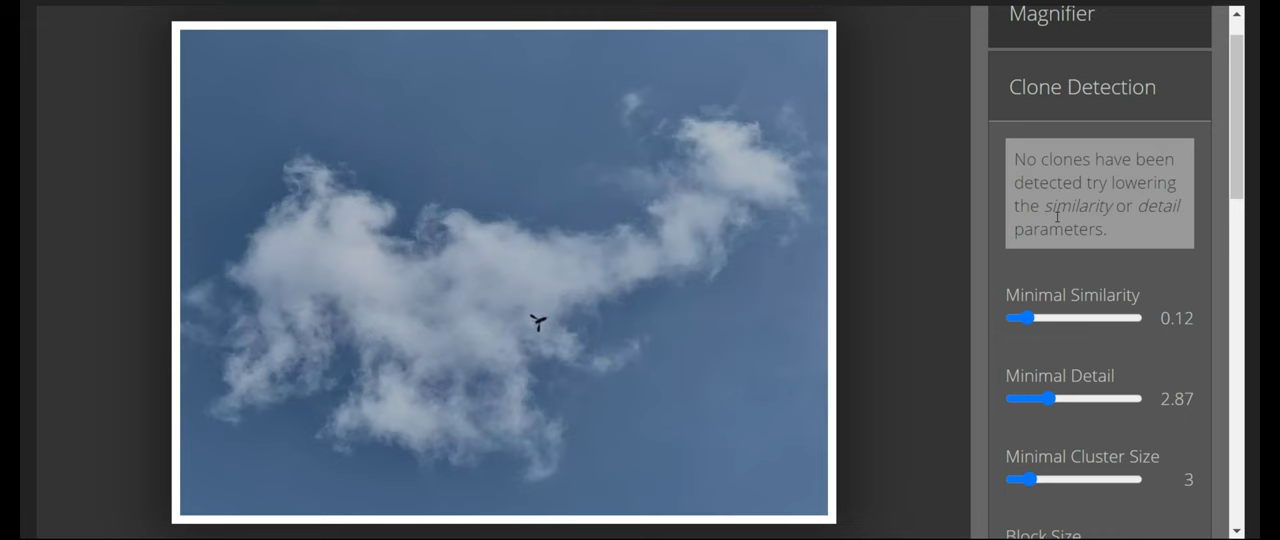 Magnifier
Clone Detection
No clones have been
detected try lowering
the similarity or detail
parameters.
Minimal Similarity
0.12
Minimal Detail
2.87
Minimal Cluster Size
3
Block Size